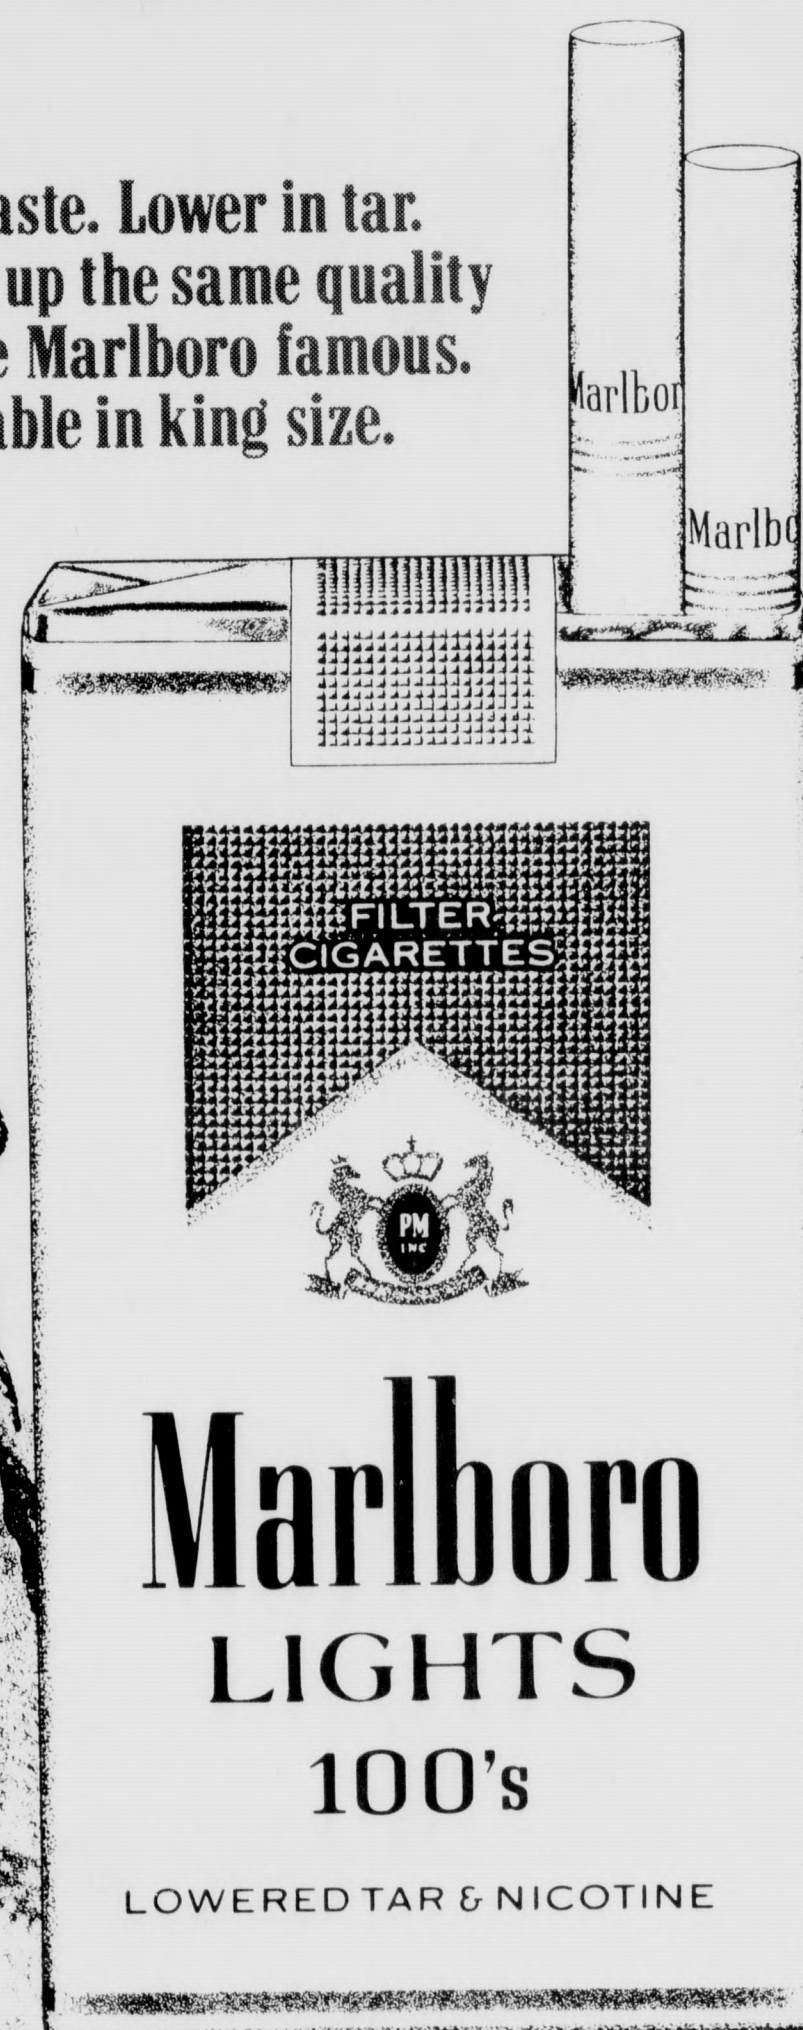 aste. Lower in tar.
up the same quality
e Marlboro famous.
able in king size.
Marlbor
Marlbo
FILTER
CIGARETTES
PM
INC
Marlboro
LIGHTS
100's
LOWERED TAR & NICOTINE